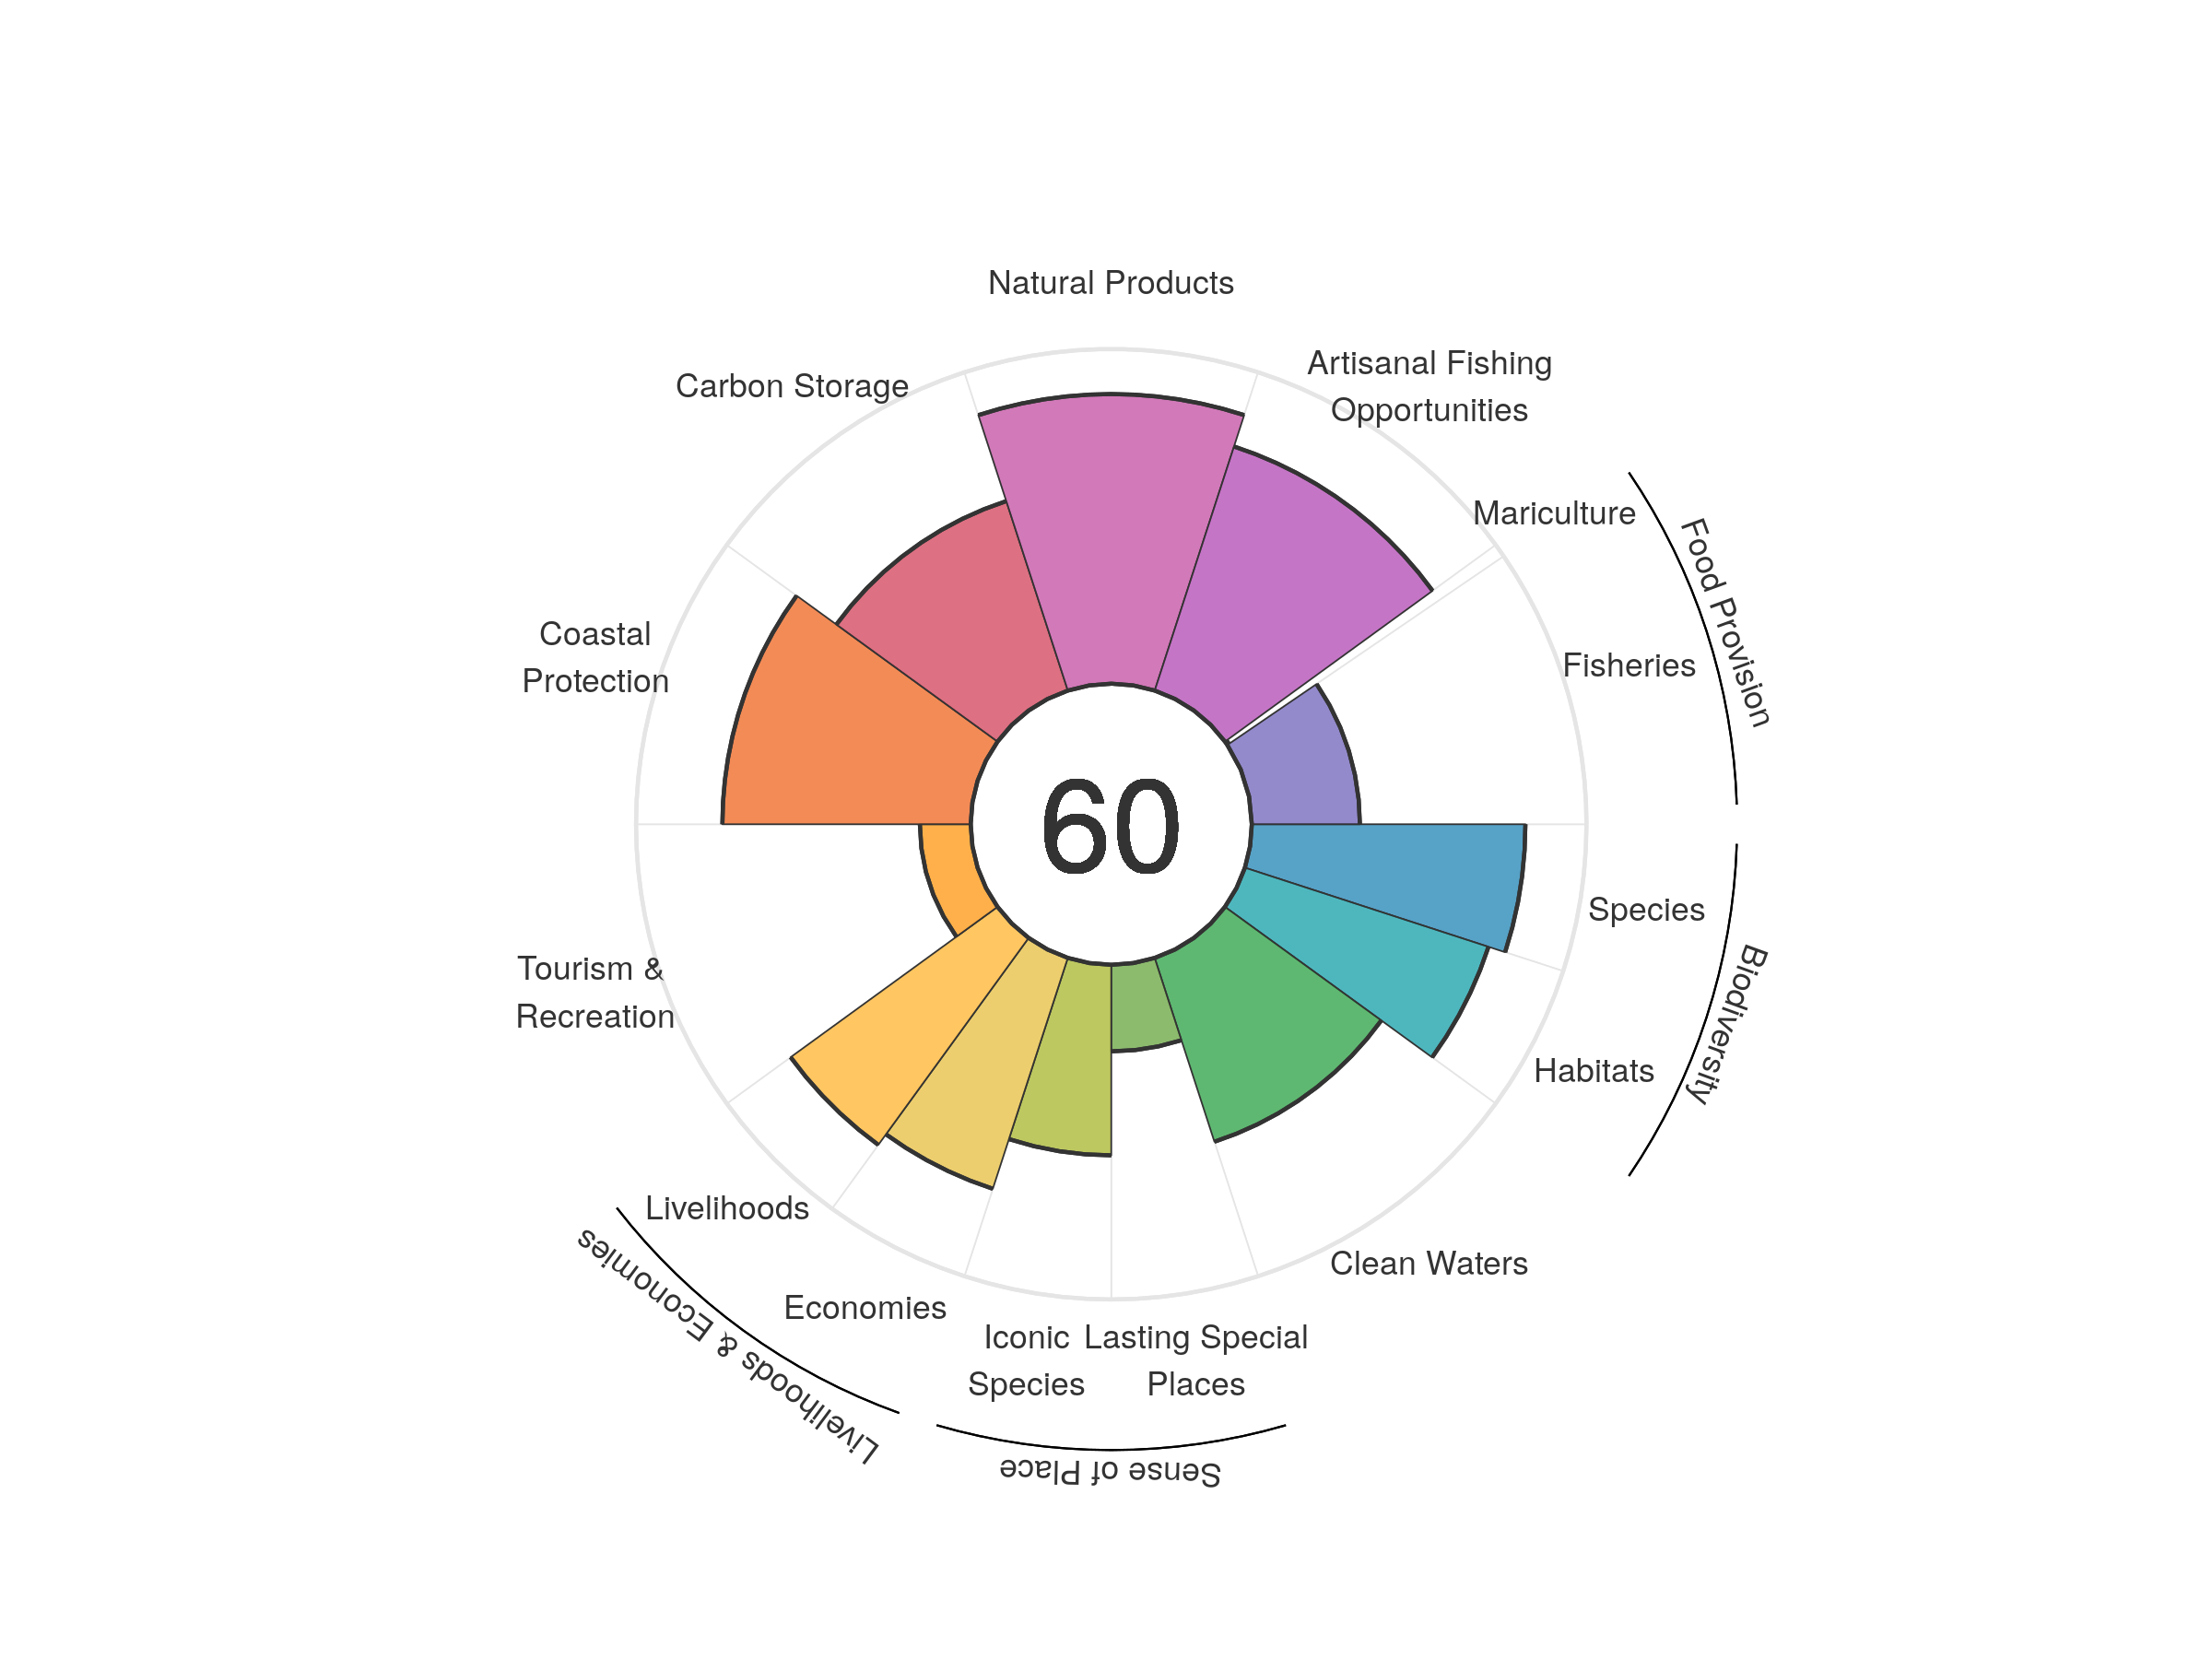 Natural Products
Artisanal Fishing
Opportunities
Carbon Storage
Mariculture
Food Provision
Coastal
Protection
Fisheries
60
Species
Biodiversity
Tourism &
Recreation
Habitats
Livelihoods
Clean Waters
Livelihoods & Economies
Economies
Iconic
Species
Lasting Special
Places
Sense of Place